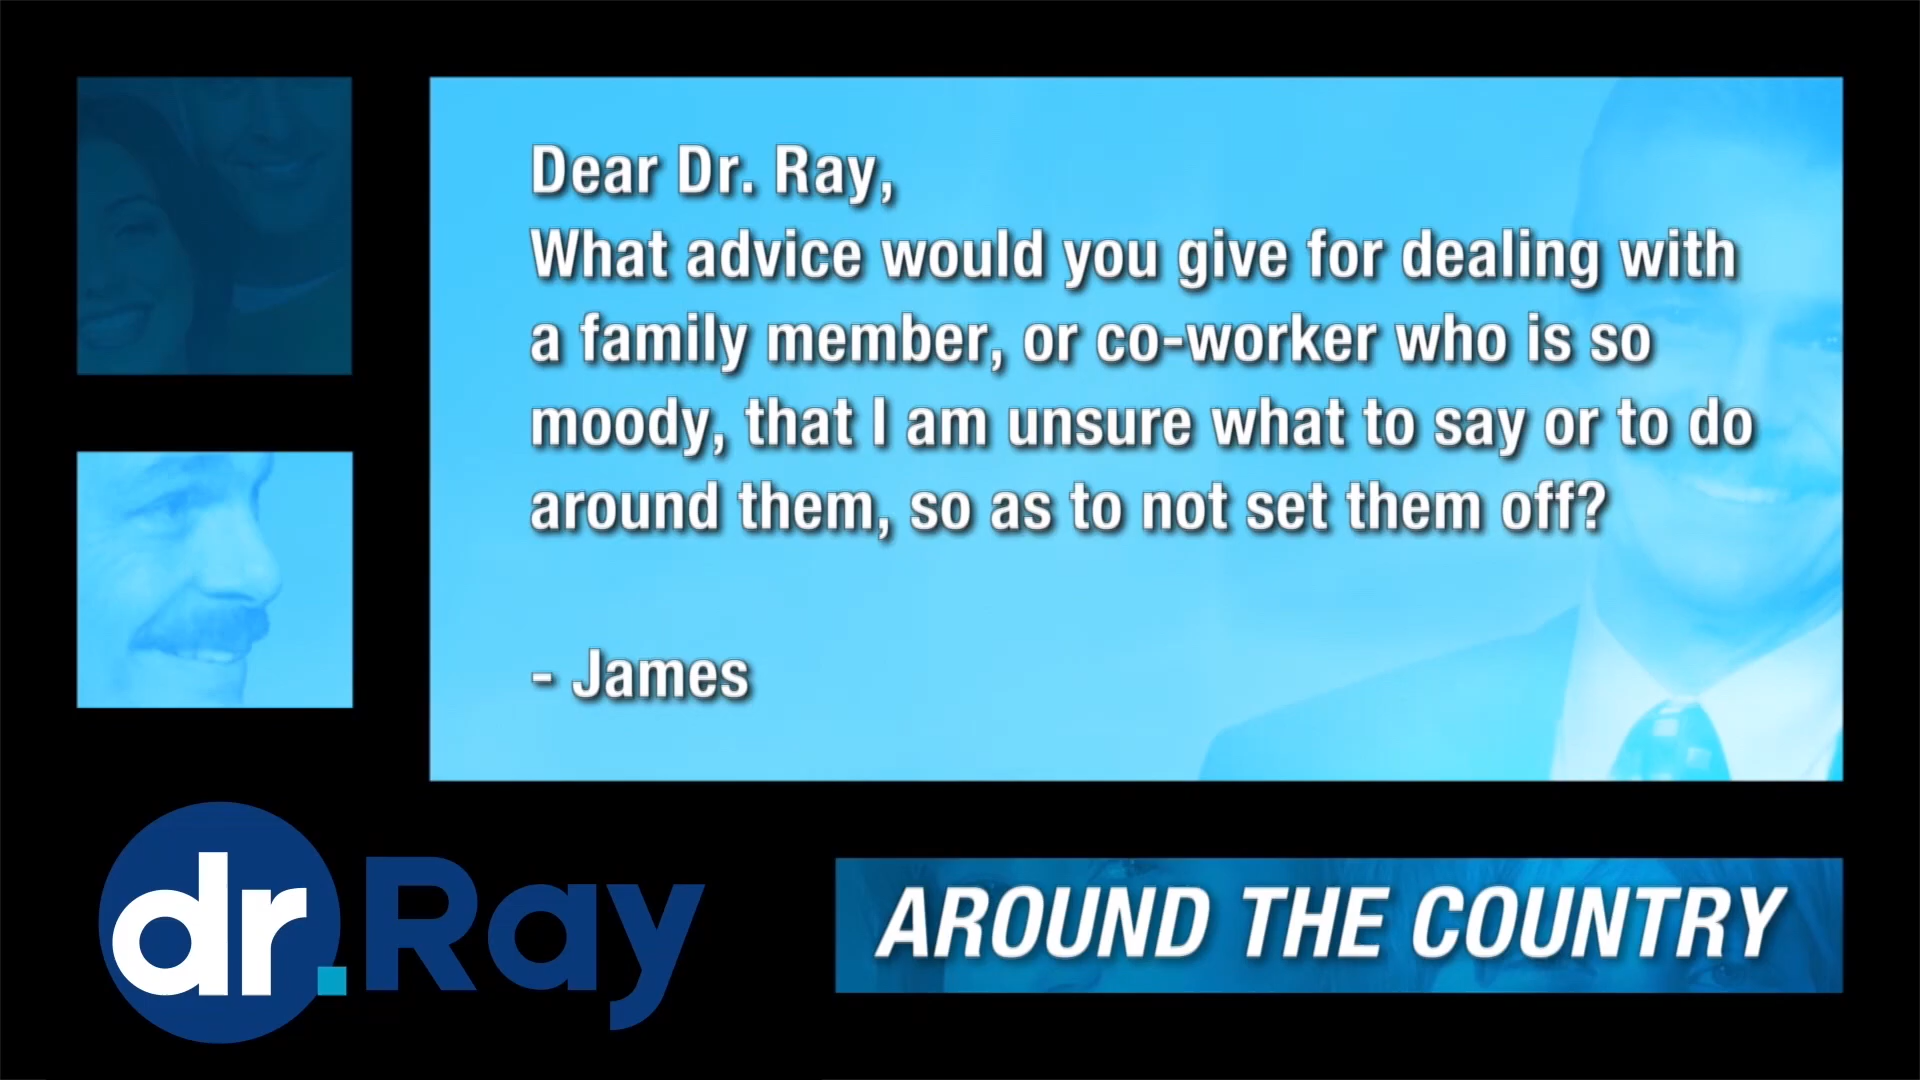 Dear Dr. Ray,
What advice would you give for dealing with
a family member, or co-worker who is so
moody, that I am unsure what to say or to do
around them, so as to not set them off?
- James
dr.Ray
AROUND THE COUNTRY